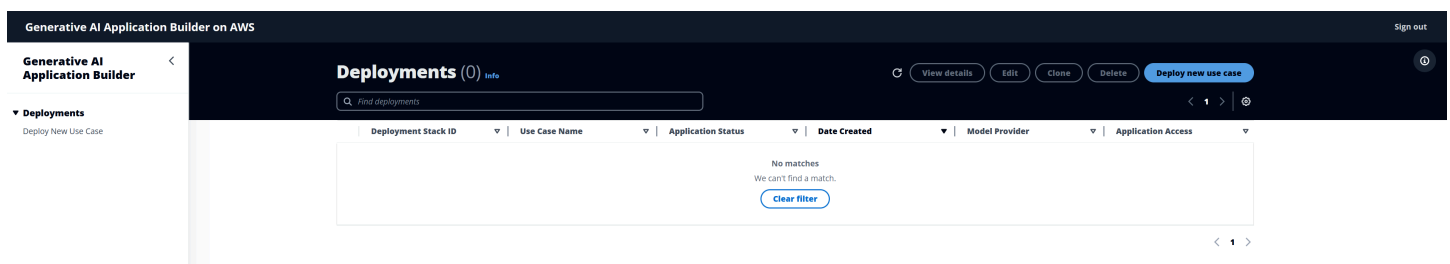 Generative AI Application Builder on AWS
Sign out
Generative AI
Application Builder
Deployments
Deploy New Use Case
Deployments (0) Info
View details Edit Clone Delete Deploy new use case
Find deployments
1
Deployment Stack ID Use Case Name Application Status Date Created Model Provider Application Access
No matches
We can't find a match.
Clear filter
1